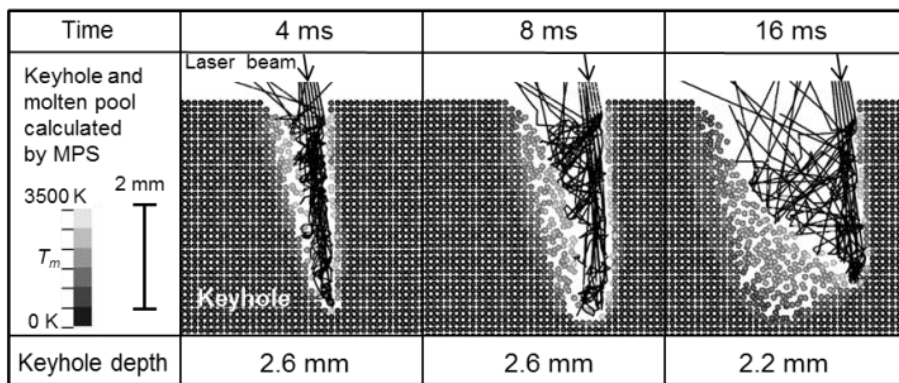 Time
4 ms
8 ms
16 ms
Keyhole and
molten pool
calculated
by MPS
3500 K
2 mm
Tm
0 K
Laser beam
Keyhole
Keyhole depth
2.6 mm
2.6 mm
2.2 mm